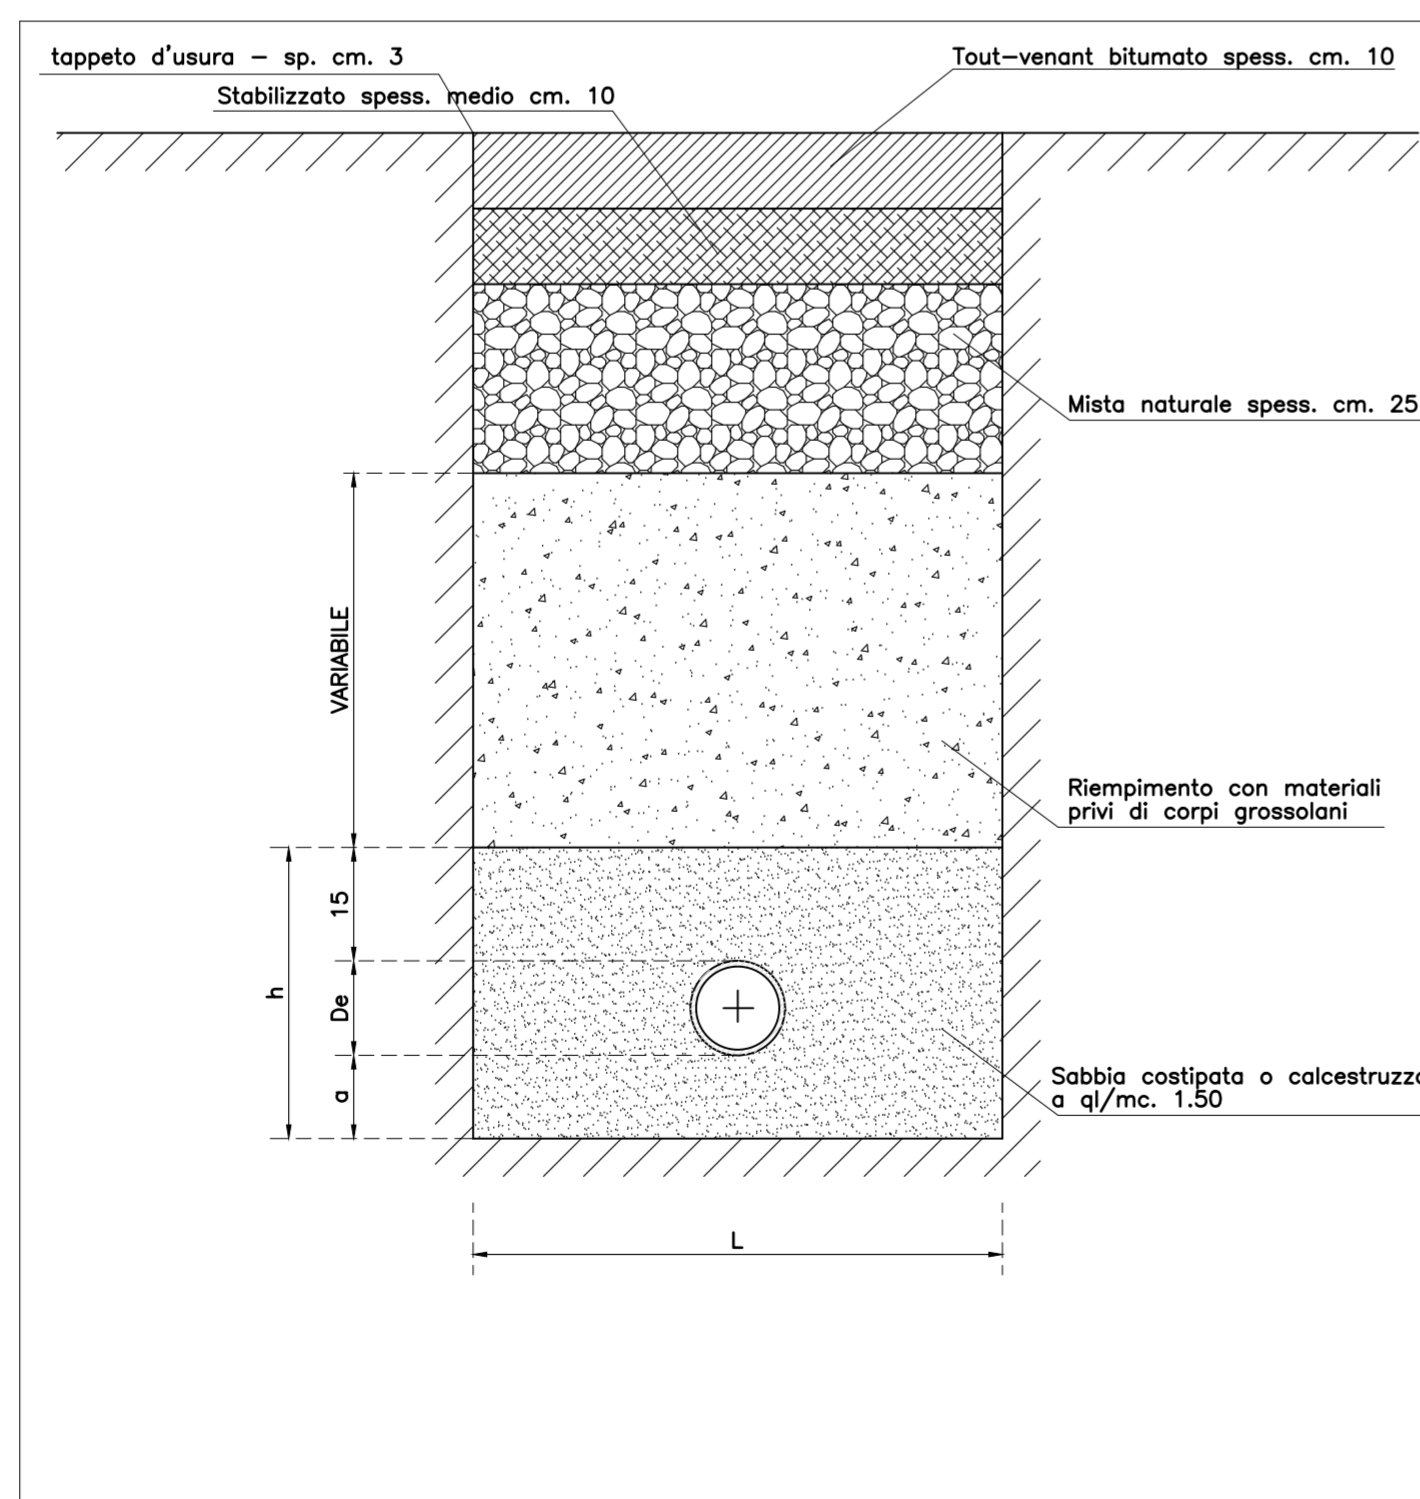 tappeto d'usura – sp. cm. 3
Tout–venant bitumato spess. cm. 10
Stabilizzato spess. medio cm. 10
Mista naturale spess. cm. 25
VARIABILE
Riempimento con materiali
privi di corpi grossolani
15
h
De
a
Sabbia costipata o calcestruzzo
a ql/mc. 1.50
L